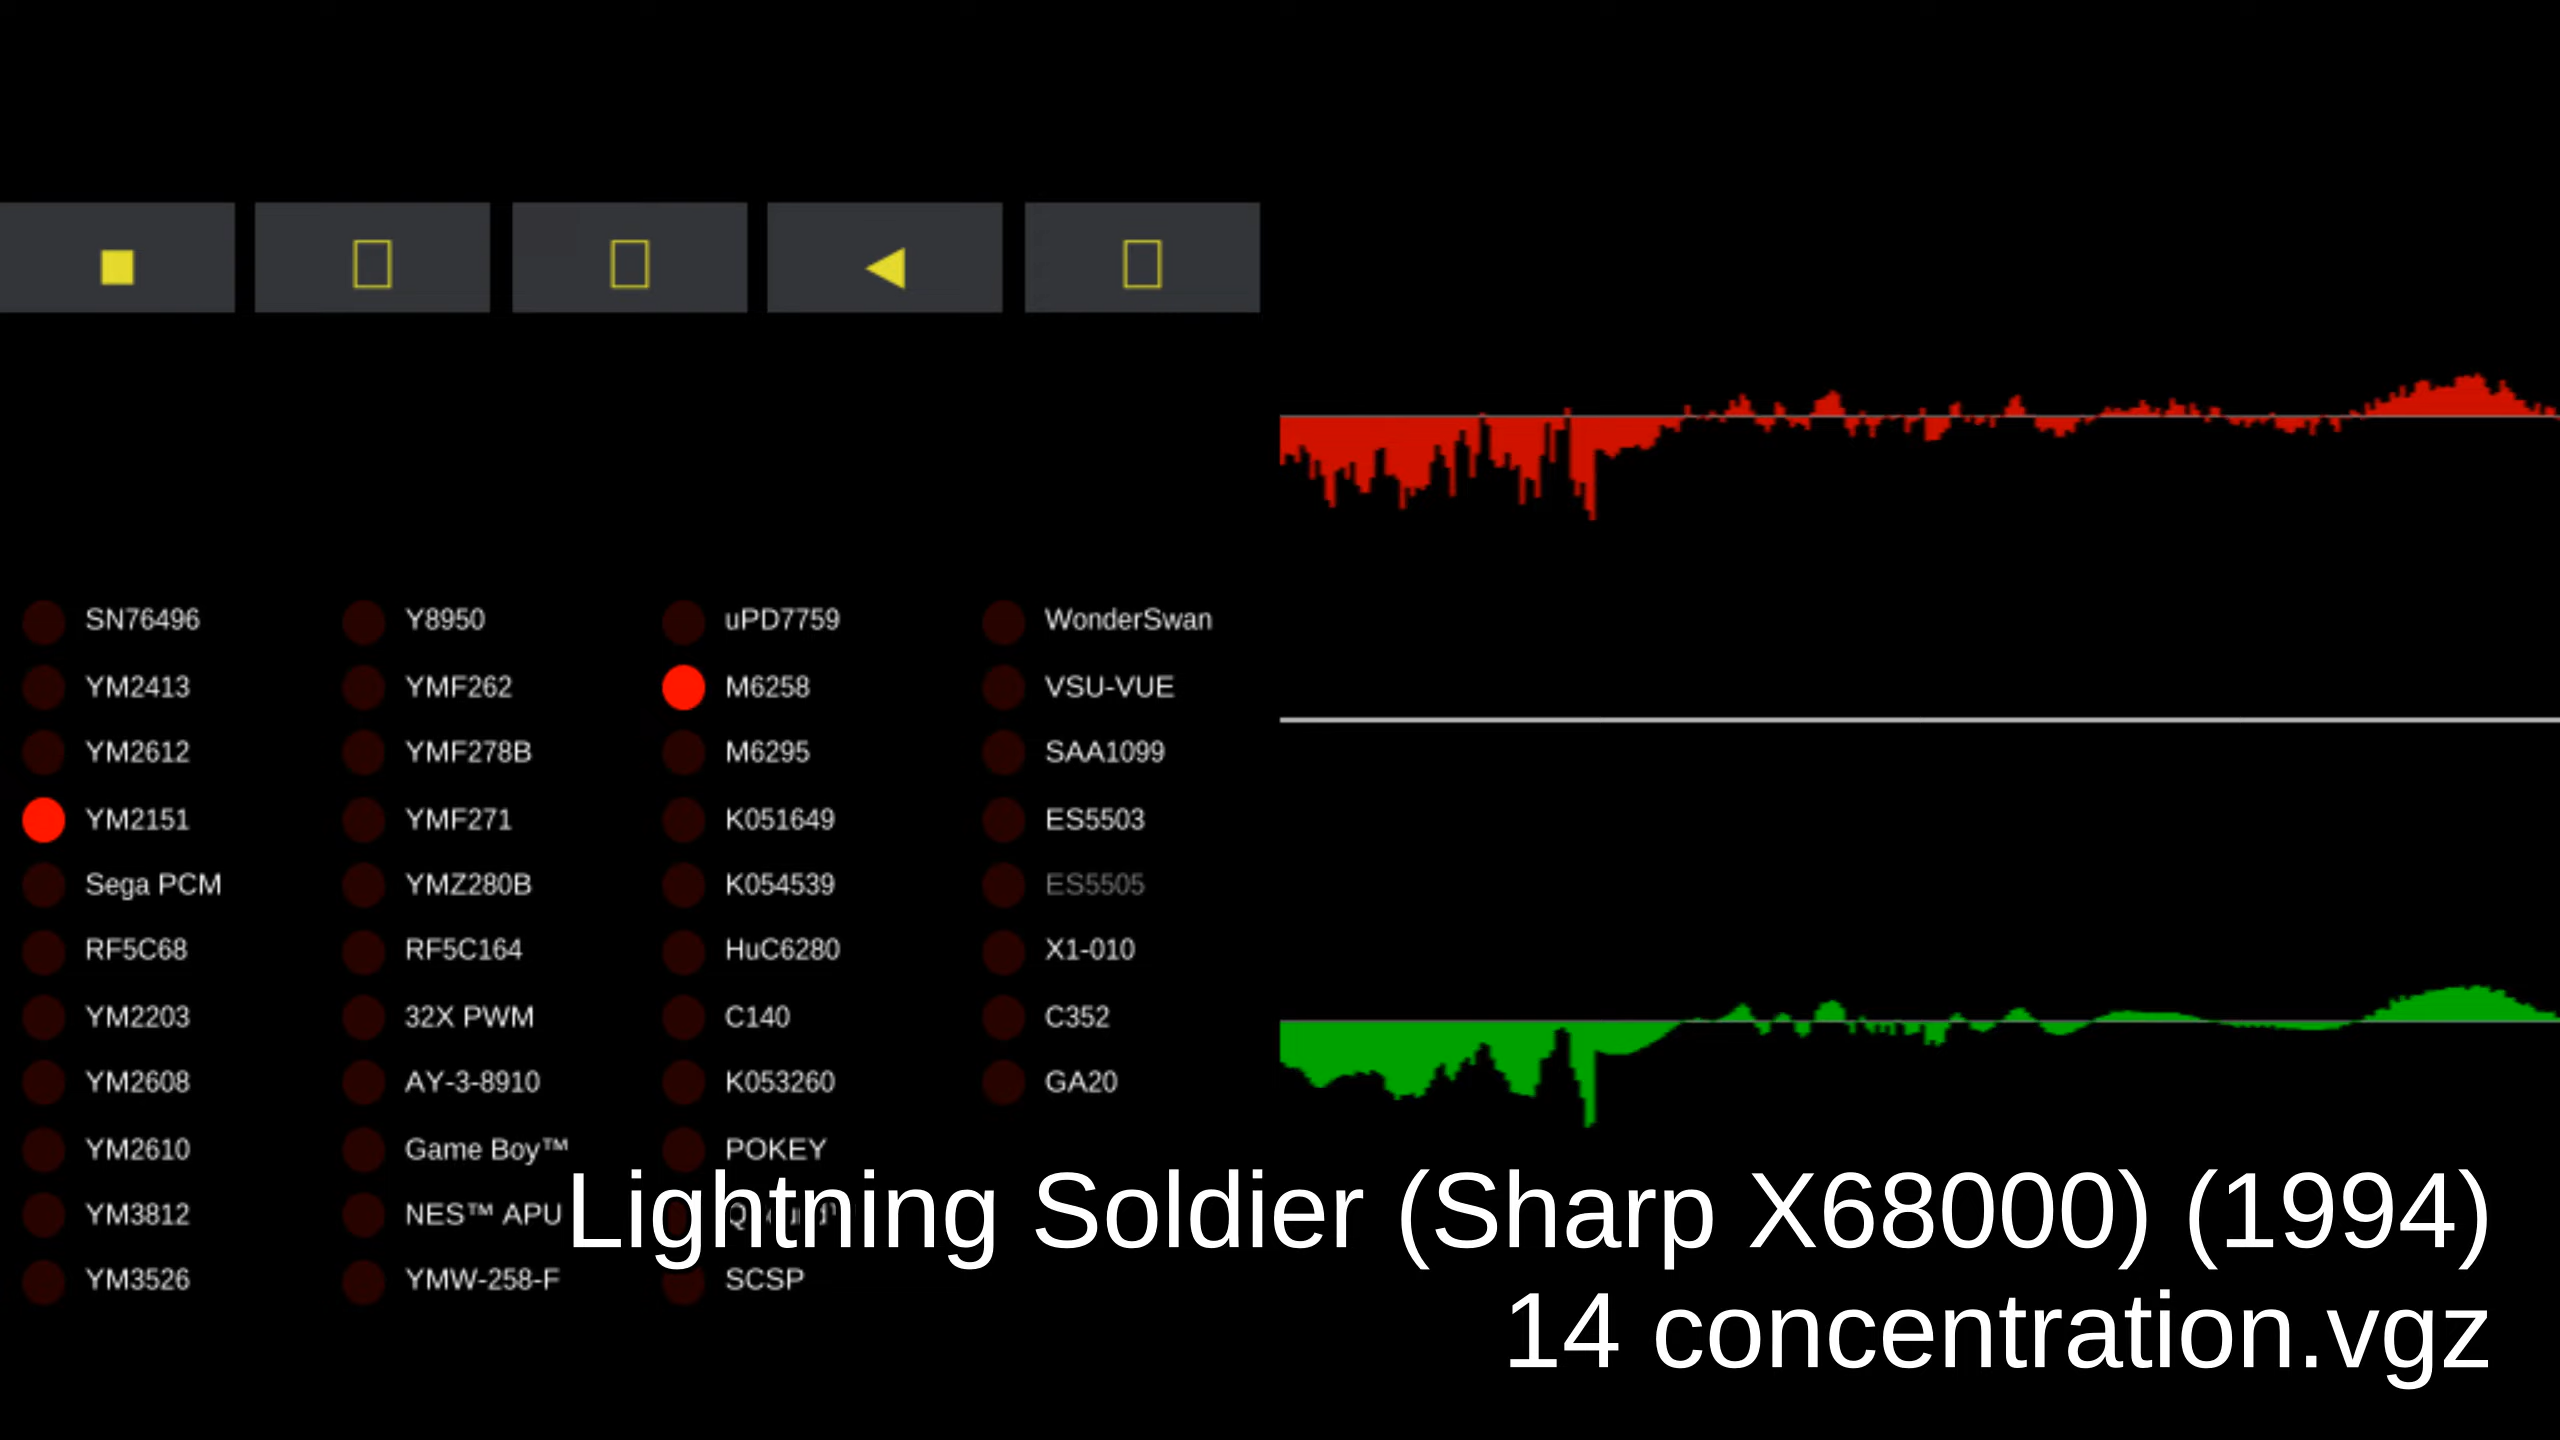 SN76496
YM2413
YM2612
YM2151
Sega PCM
RF5C68
YM2203
YM2608
YM2610
YM3812
YM3526
Y8950
YMF262
YMF278B
YMF271
YMZ280B
RF5C164
32X PWM
AY-3-8910
Game Boy™
NES™ APU
YMW-258-F
uPD7759
M6258
M6295
K051649
K054539
HuC6280
C140
K053260
POKEY
SCSP
WonderSwan
VSU-VUE
SAA1099
ES5503
ES5505
X1-010
C352
GA20
Lightning Soldier (Sharp X68000) (1994)
14 concentration.vgz